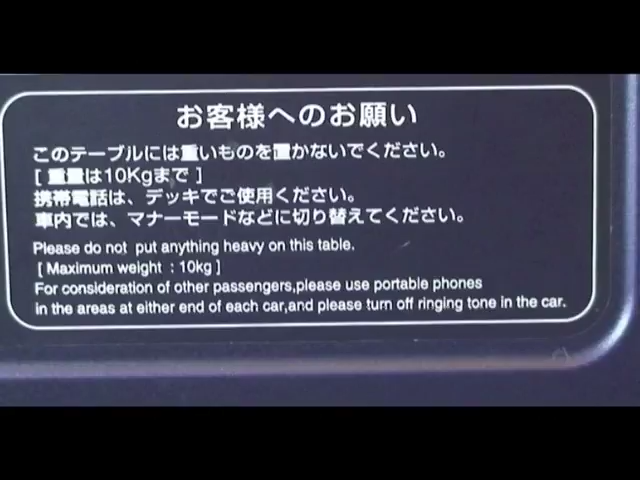 お客様へのお願い
このテーブルには重いものを置かないでください。
[ 重量は10Kgまで ]
携帯電話は、デッキでご使用ください。
車内では、マナーモードなどに切り替えてください。
Please do not put anything heavy on this table.
[ Maximum weight : 10kg ]
For consideration of other passengers,please use portable phones
in the areas at either end of each car,and please turn off ringing tone in the car.